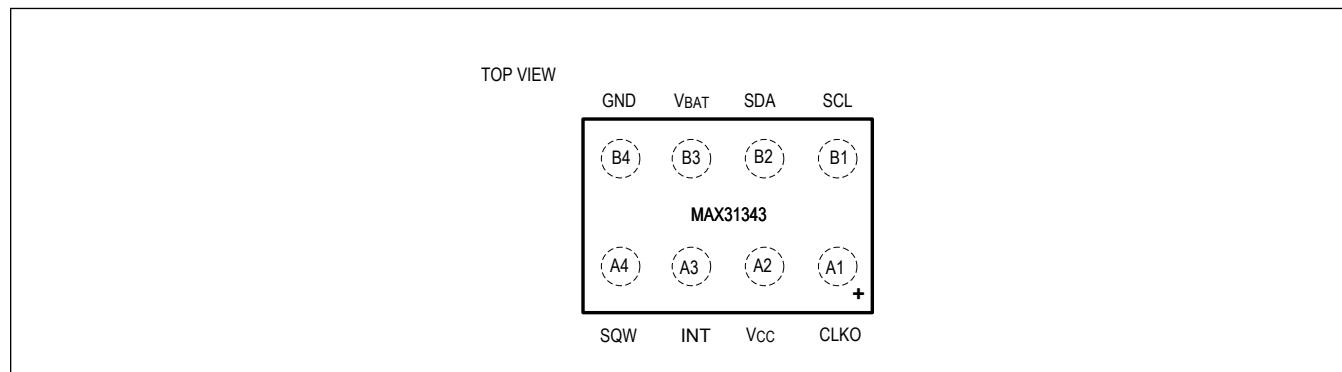 TOP VIEW
GND VBAT SDA SCL
B4 B3 B2 B1
MAX31343
A4 A3 A2 A1
+
SQW INT VCC CLKO